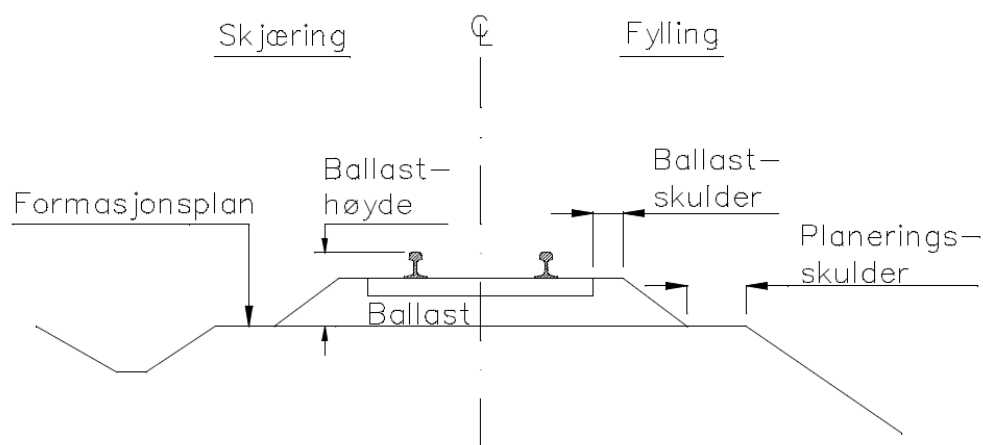 Skjæring
℄
Fylling
Ballast-
høyde
Ballast-
skulder
Formasjonsplan
Planerings-
skulder
Ballast